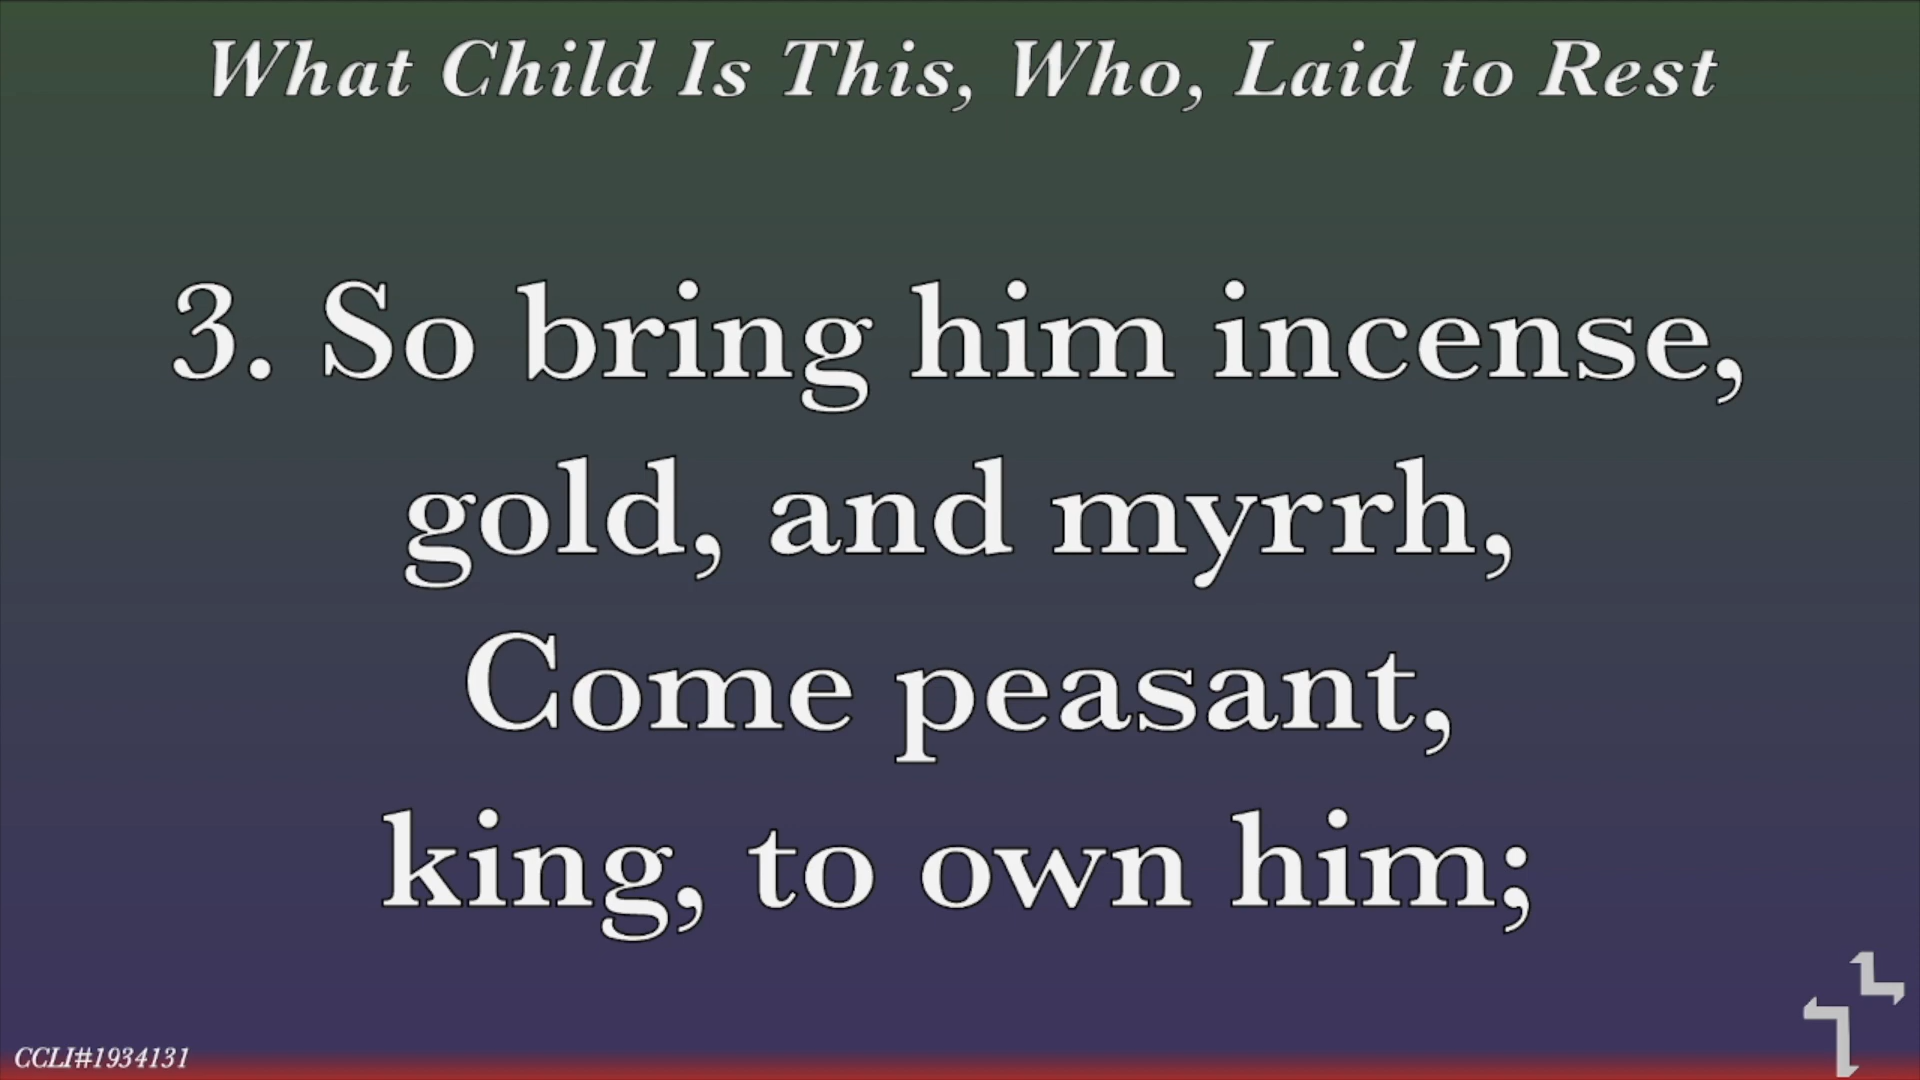 What Child Is This, Who, Laid to Rest
3. So bring him incense,
gold, and myrrh,
Come peasant,
king, to own him;
CCLI#1934131